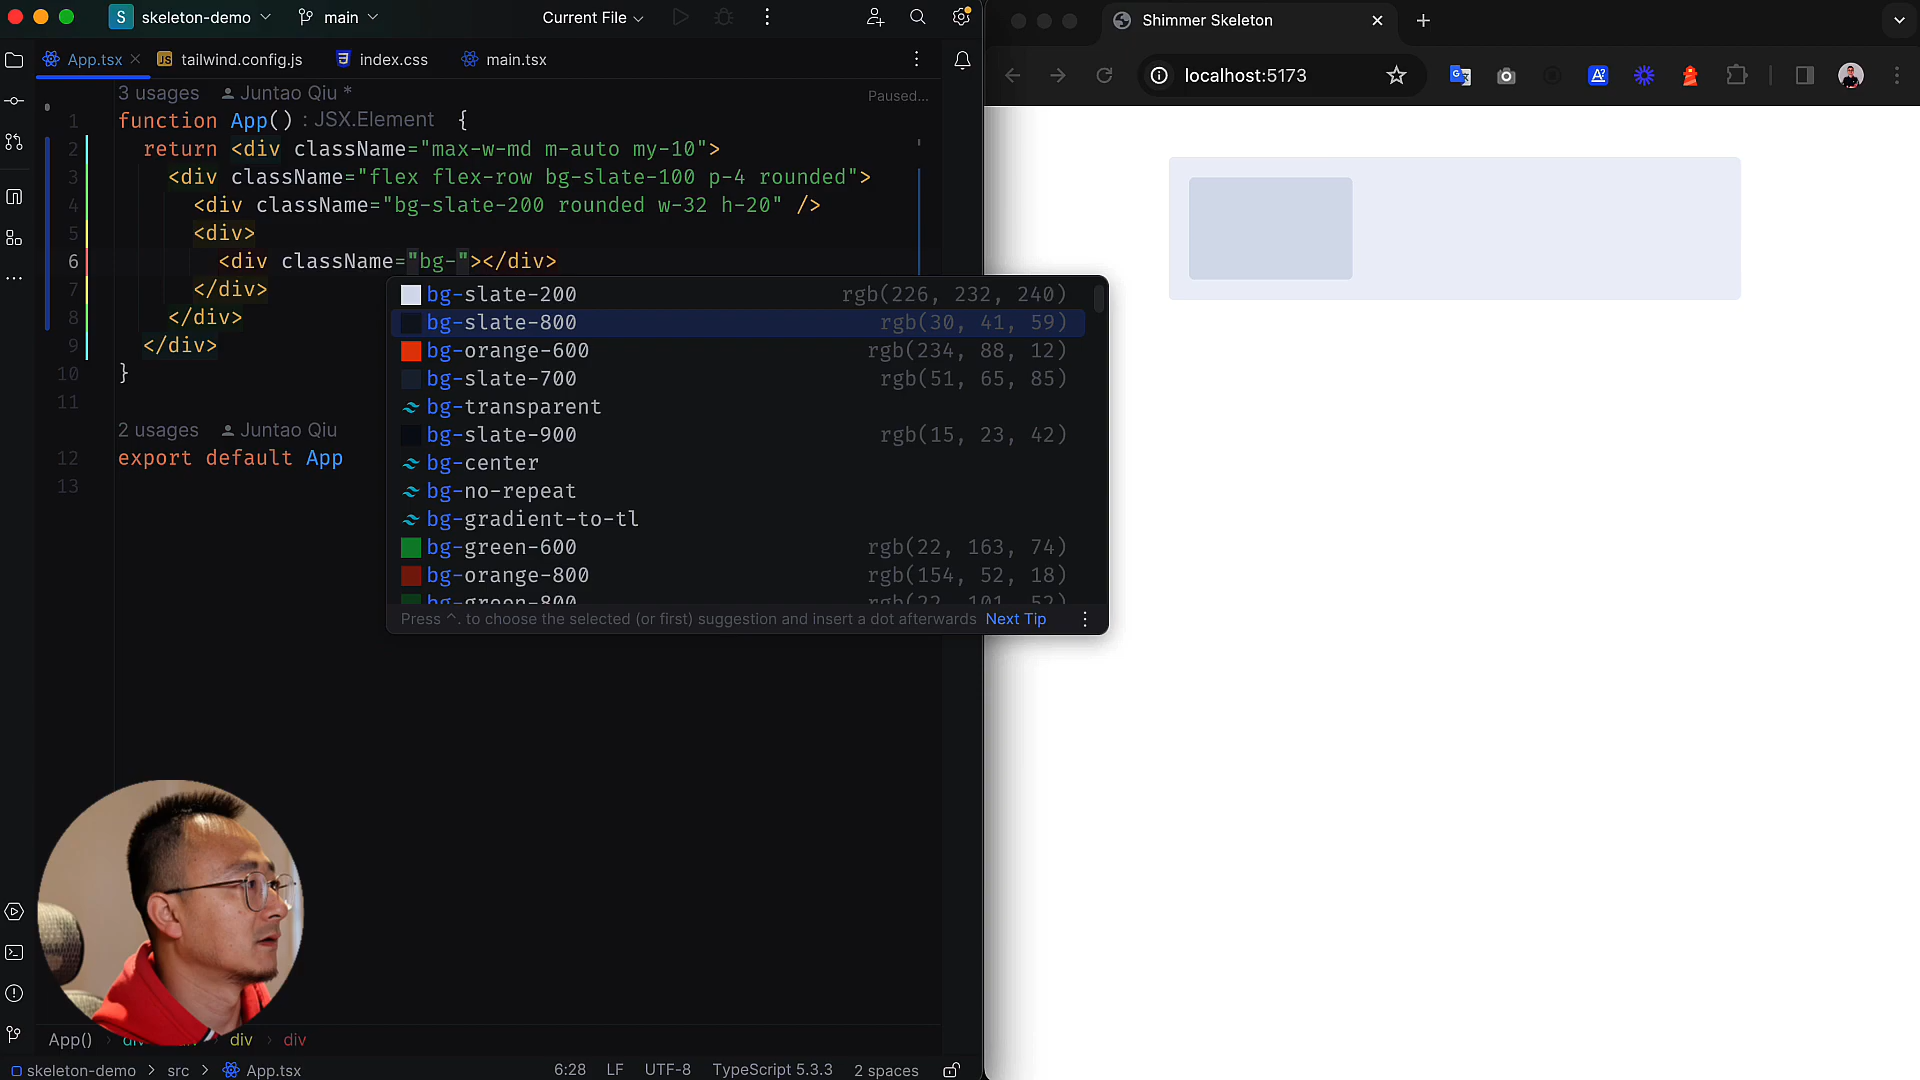 S skeleton-demo main Current File
App.tsx tailwind.config.js index.css main.tsx
3 usages Juntao Qiu *
Paused...
1 function App() : JSX.Element {
2 return <div className="max-w-md m-auto my-10">
3 <div className="flex flex-row bg-slate-100 p-4 rounded">
4 <div className="bg-slate-200 rounded w-32 h-20" />
5 <div>
6 <div className="bg-"></div>
7 </div>
8 </div>
9 </div>
10 }
11
2 usages Juntao Qiu
12 export default App
13
bg-slate-200 rgb(226, 232, 240)
bg-slate-800 rgb(30, 41, 59)
bg-orange-600 rgb(234, 88, 12)
bg-slate-700 rgb(51, 65, 85)
bg-transparent
bg-slate-900 rgb(15, 23, 42)
bg-center
bg-no-repeat
bg-gradient-to-tl
bg-green-600 rgb(22, 163, 74)
bg-orange-800 rgb(154, 52, 18)
bg-green-800 rgb(22, 101, 52)
Press ^. to choose the selected (or first) suggestion and insert a dot afterwards Next Tip
App() div div
skeleton-demo > src > App.tsx 6:28 LF UTF-8 TypeScript 5.3.3 2 spaces
Shimmer Skeleton
localhost:5173